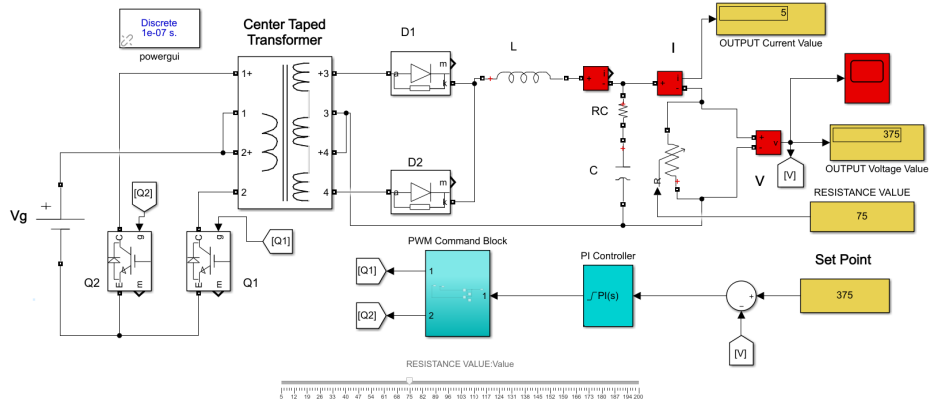 Discrete
1e-07 s.
powergui
Center Taped
Transformer
1+
1
2+
2
+3
3
+4
4
D1
a
m
k
D2
a
m
k
L
+
+
i
RC
+
C
+
I
+
i
-
5
OUTPUT Current Value
R
+
+
-
v
V
[V]
375
OUTPUT Voltage Value
RESISTANCE VALUE
75
Vg
+
[Q2]
C
g
E
m
Q2
C
g
E
m
Q1
[Q1]
PWM Command Block
[Q1]
[Q2]
1
2
1
PI Controller
PI(s)
+
−
[V]
Set Point
375
RESISTANCE VALUE:Value
5 12 19 26 33 40 47 54 61 68 75 82 89 96 103 110 117 124 131 138 145 152 159 166 173 180 187 194 200